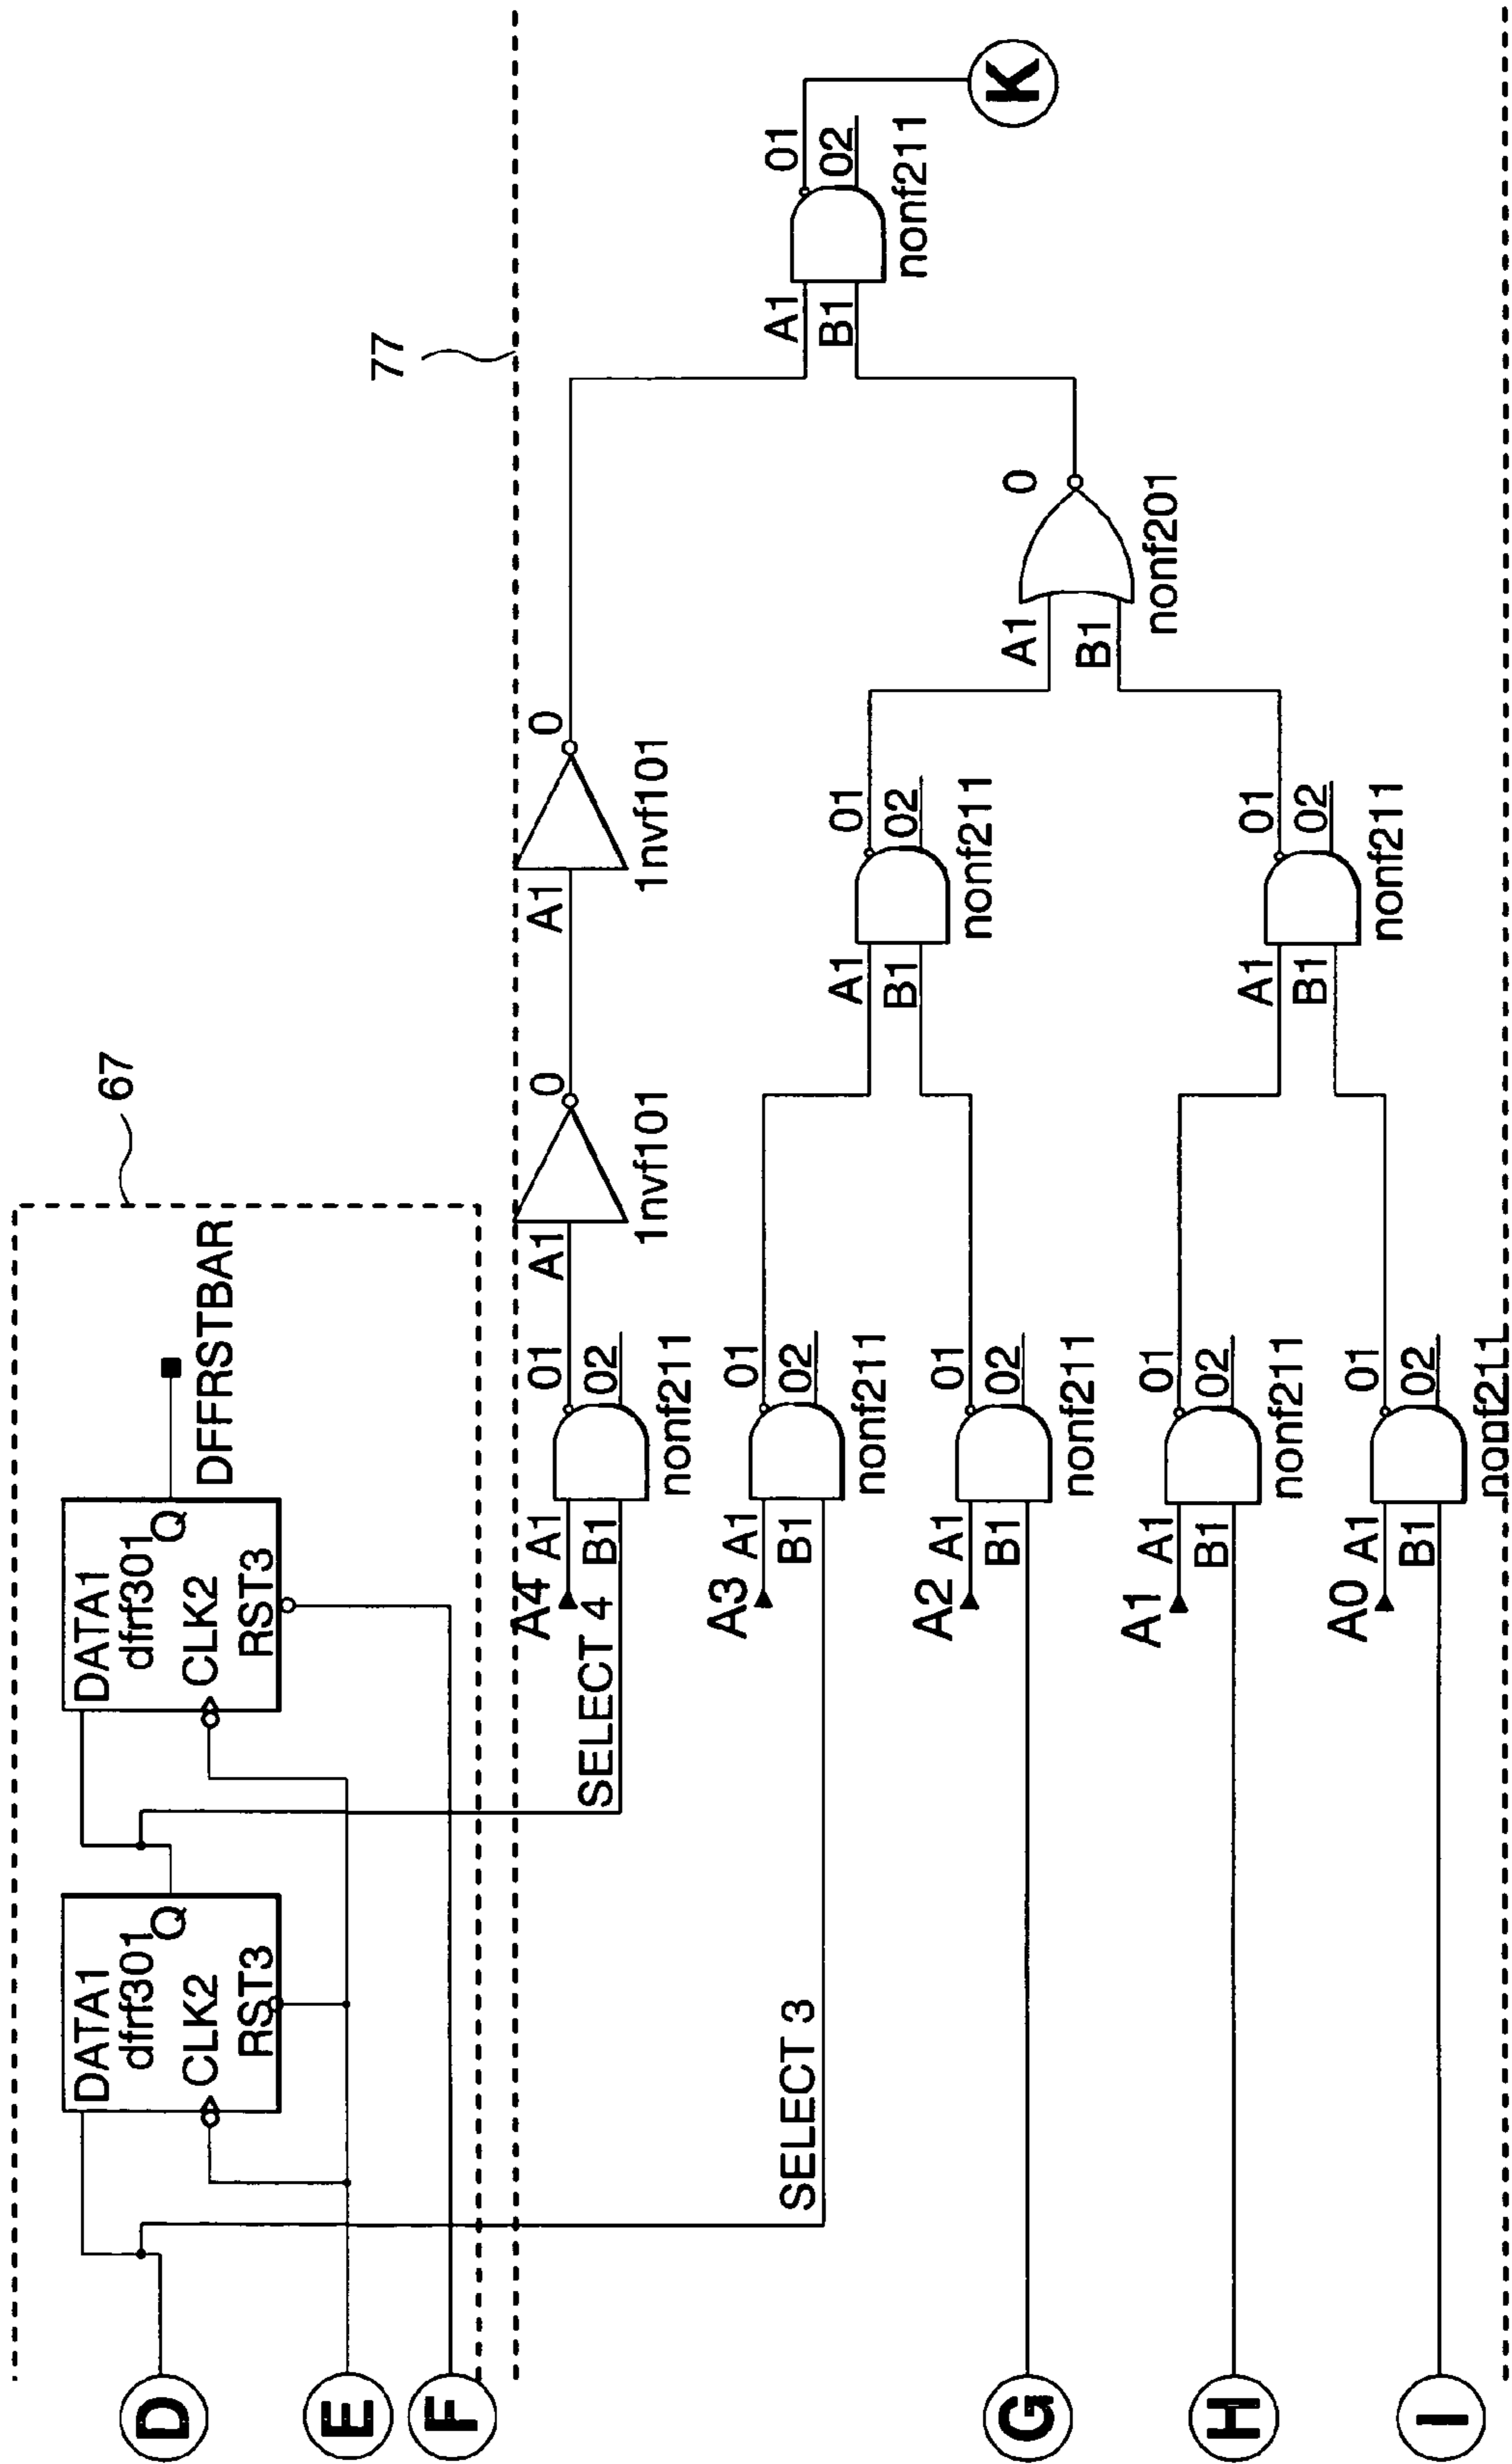 67
DATA1
dfrf301
Q
CLK2
RST3
DATA1
dfrf301
Q
CLK2
RST3
DFFRSTBAR
D
E
F
77
A4
A1
B1
01
02
nonf211
SELECT 4
A1
0
1nvf101
A1
0
1nvf101
SELECT 3
A3
A1
B1
01
02
nonf211
A1
B1
01
02
nonf211
K
G
A2
A1
B1
01
02
nonf211
A1
B1
01
02
nonf211
A1
B1
0
nonf201
H
A1
A1
B1
01
02
nonf211
A1
B1
01
02
nonf211
I
A0
A1
B1
01
02
nonf211